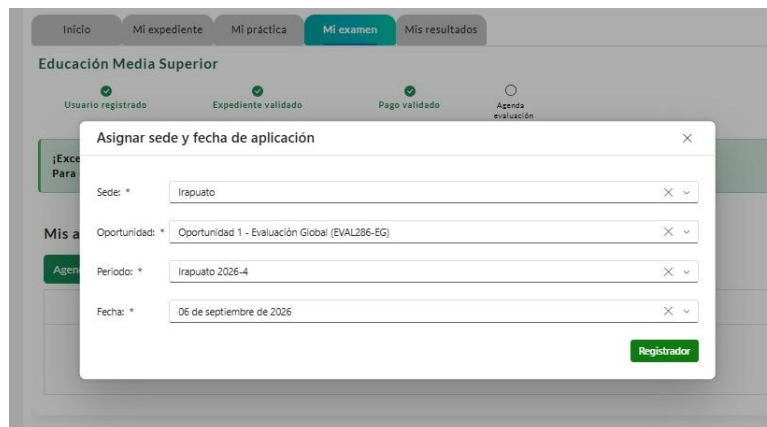 Inicio Mi expediente Mi práctica Mi examen Mis resultados
Educación Media Superior
Usuario registrado Expediente validado Pago validado Agenda
evaluación
Asignar sede y fecha de aplicación
¡Exce
Para
Sede: * Irapuato
Mis a
Oportunidad: * Oportunidad 1 - Evaluación Global (EVAL286-EG)
Agen
Periodo: * Irapuato 2026-4
Fecha: * 06 de septiembre de 2026
Registrador